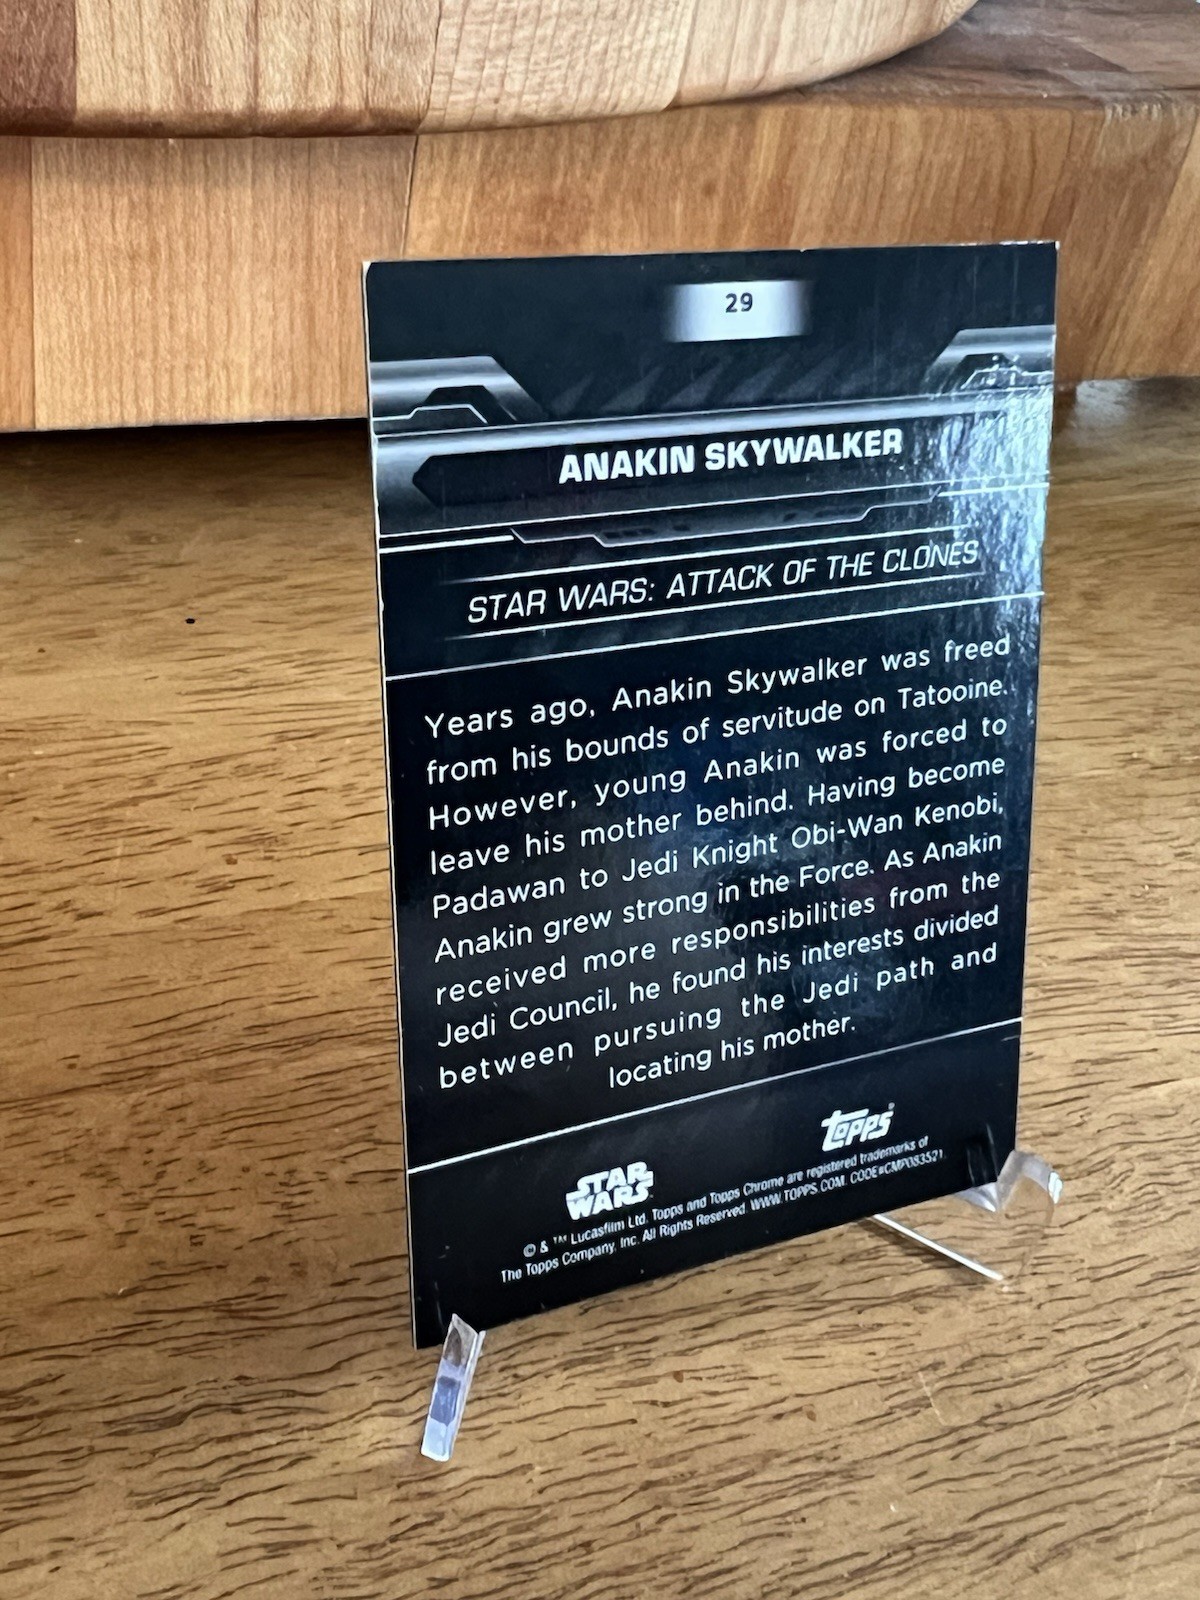 29
ANAKIN SKYWALKER
STAR WARS: ATTACK OF THE CLONES
Years ago, Anakin Skywalker was freed
from his bounds of servitude on Tatooine.
However, young Anakin was forced to
leave his mother behind. Having become
Padawan to Jedi Knight Obi-Wan Kenobi,
Anakin grew strong in the Force. As Anakin
received more responsibilities from the
Jedi Council, he found his interests divided
between pursuing the Jedi path and
locating his mother.
STAR WARS™
Topps®
© & ™ Lucasfilm Ltd. Topps and Topps Chrome are registered trademarks of
The Topps Company, Inc. All Rights Reserved. WWW.TOPPS.COM. CODE#CMP083521.